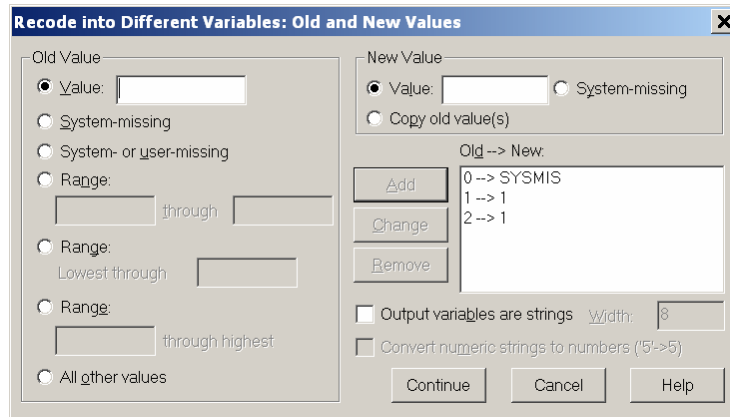 Recode into Different Variables: Old and New Values
Old Value
Value:
System-missing
System- or user-missing
Range:
through
Range:
Lowest through
Range:
through highest
All other values
New Value
Value:
System-missing
Copy old value(s)
Old --> New:
Add
Change
Remove
0 --> SYSMIS
1 --> 1
2 --> 1
Output variables are strings Width: 8
Convert numeric strings to numbers ('5'->5)
Continue Cancel Help